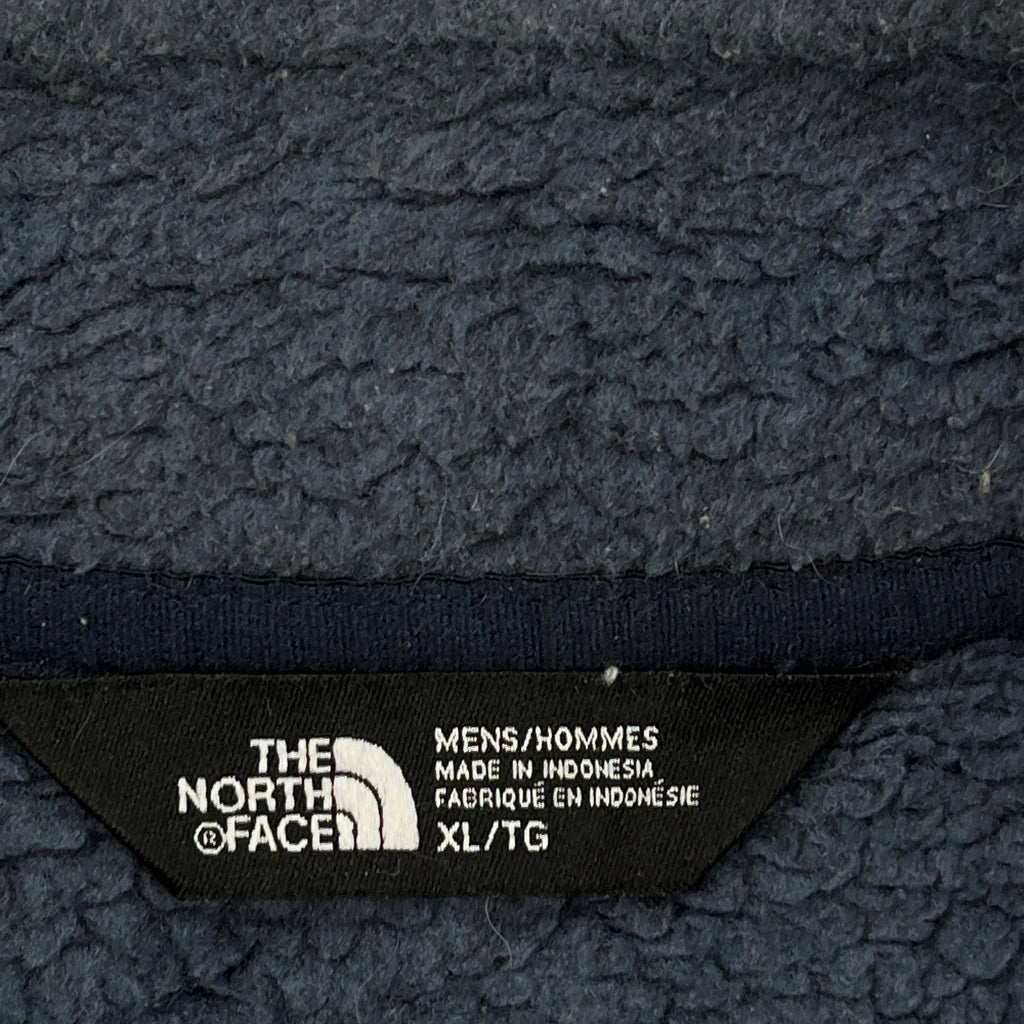 THE
NORTH
®FACE
MENS/HOMMES
MADE IN INDONESIA
FABRIQUÉ EN INDONÉSIE
XL/TG